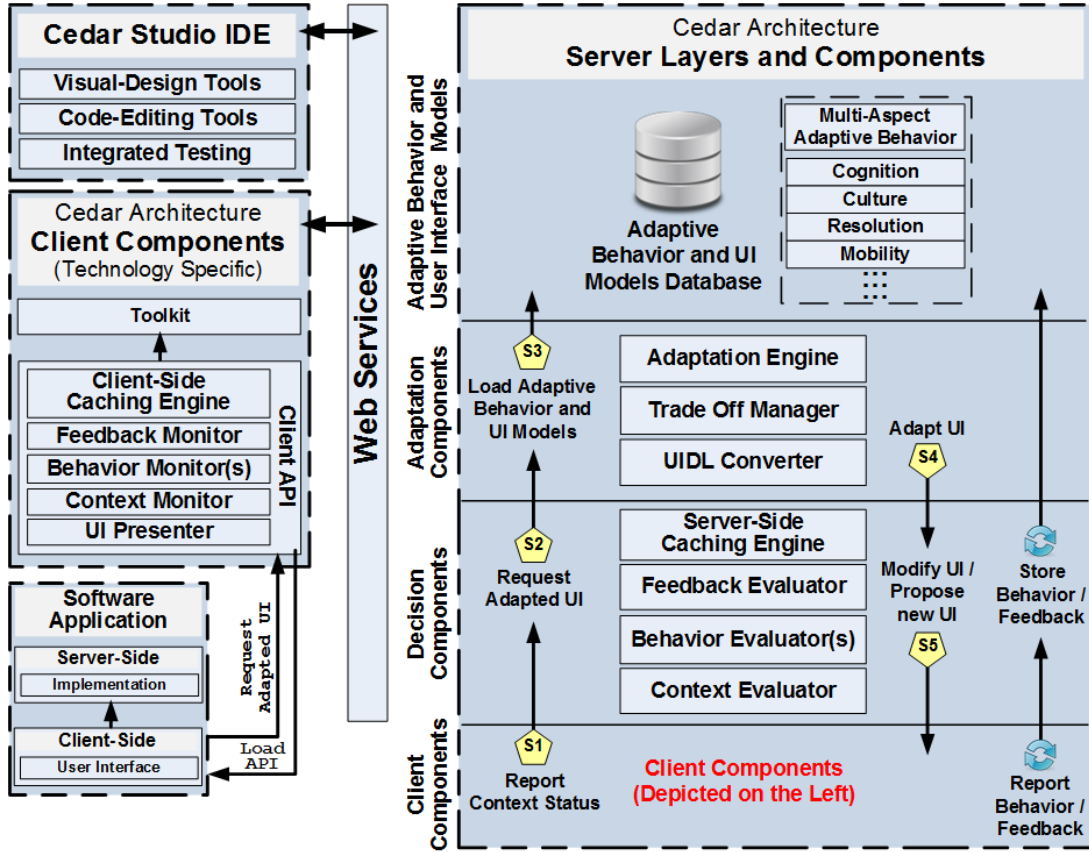 Cedar Studio IDE
Visual-Design Tools
Code-Editing Tools
Integrated Testing
Cedar Architecture
Client Components
(Technology Specific)
Toolkit
Client-Side
Caching Engine
Feedback Monitor
Behavior Monitor(s)
Context Monitor
UI Presenter
Client API
Software
Application
Server-Side
Implementation
Client-Side
User Interface
Request
Adapted UI
Load
API
Web Services
Cedar Architecture
Server Layers and Components
Adaptive Behavior and
User Interface Models
Adaptive
Behavior and UI
Models Database
Multi-Aspect
Adaptive Behavior
Cognition
Culture
Resolution
Mobility
Adaptation
Components
S3
Load Adaptive
Behavior and
UI Models
Adaptation Engine
Trade Off Manager
UIDL Converter
Adapt UI
S4
Decision
Components
S2
Request
Adapted UI
Server-Side
Caching Engine
Feedback Evaluator
Behavior Evaluator(s)
Context Evaluator
Modify UI /
Propose
new UI
S5
Store
Behavior /
Feedback
Client
Components
S1
Report
Context Status
Client Components
(Depicted on the Left)
Report
Behavior /
Feedback